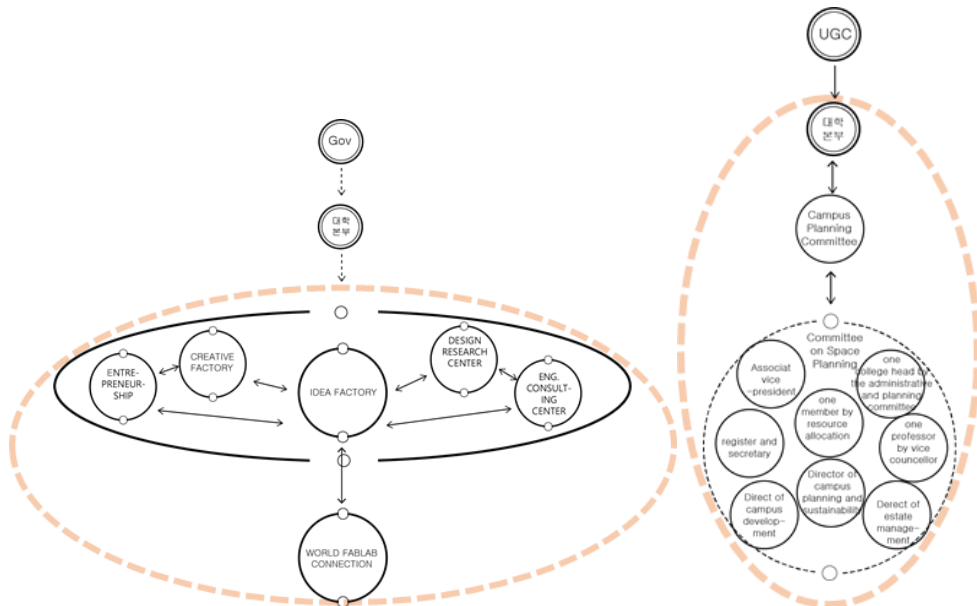 Gov
대학
본부
ENTRE-
PRENEUR-
SHIP
CREATIVE
FACTORY
IDEA FACTORY
DESIGN
RESEARCH
CENTER
ENG.
CONSULT-
ING
CENTER
WORLD FABLAB
CONNECTION
UGC
대학
본부
Campus
Planning
Committee
Committee
on Space
Planning
Associat
vice
-president
one
college head by
the administrative
and planning
committee
one
member by
resource
allocation
register and
secretary
one
professor
by vice
councellor
Director of
campus
planning and
sustainability
Direct of
campus
develop-
ment
Derect of
estate
manage-
ment